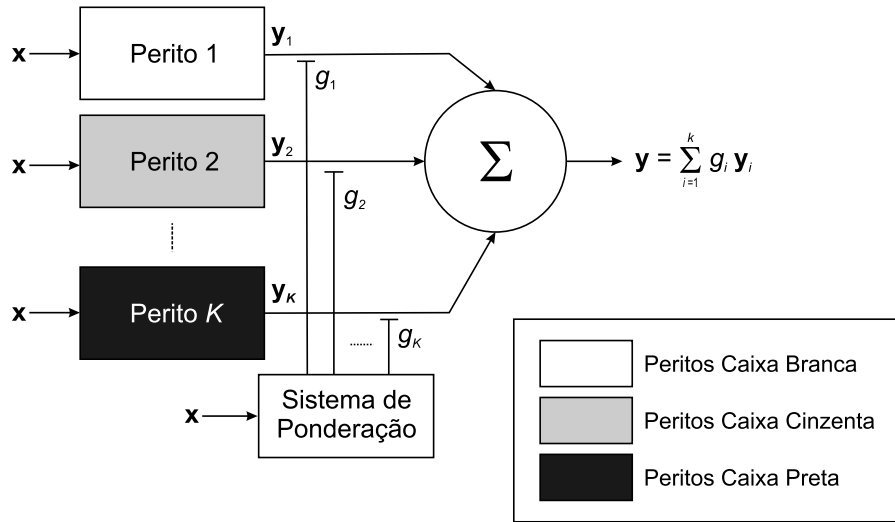 x
Perito 1
y1
g1
x
Perito 2
y2
g2
Σ
y = Σ i=1 k gi yi
x
Perito K
yK
gK
x
Sistema de
Ponderação
Peritos Caixa Branca
Peritos Caixa Cinzenta
Peritos Caixa Preta